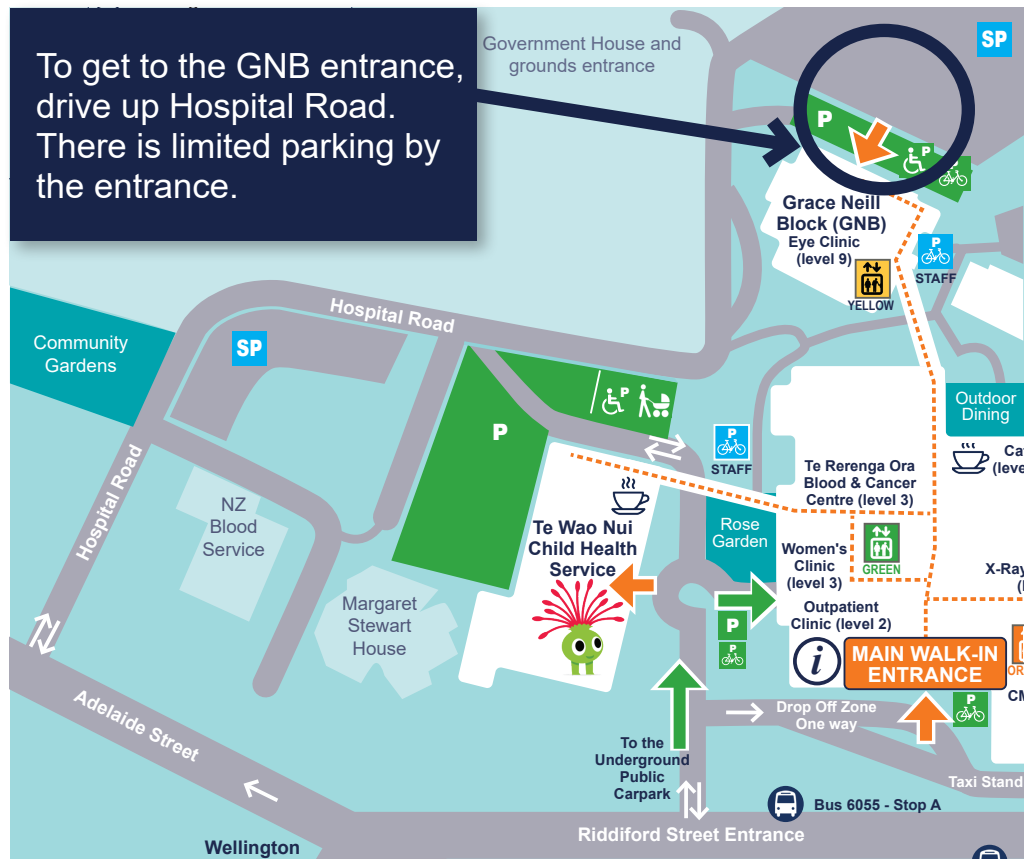 To get to the GNB entrance,
drive up Hospital Road.
There is limited parking by
the entrance.
Government House and
grounds entrance
SP
P
P
P
Grace Neill
Block (GNB)
Eye Clinic
(level 9)
YELLOW
P
STAFF
Hospital Road
Community
Gardens
SP
P
P
P
STAFF
Outdoor
Dining
Te Rerenga Ora
Blood & Cancer
Centre (level 3)
Hospital Road
NZ
Blood
Service
Te Wao Nui
Child Health
Service
Rose
Garden
Women's
Clinic
(level 3)
GREEN
X-Ray
Margaret
Stewart
House
P
P
Outpatient
Clinic (level 2)
i
MAIN WALK-IN
ENTRANCE
P
Adelaide Street
Drop Off Zone
One way
To the
Underground
Public
Carpark
Taxi Stand
Bus 6055 - Stop A
Riddiford Street Entrance
Wellington